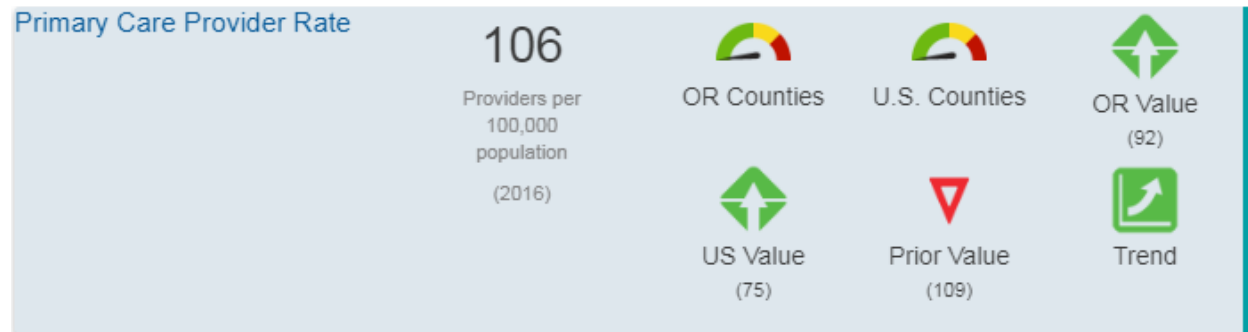 Primary Care Provider Rate
106
Providers per
100,000
population
(2016)
OR Counties
U.S. Counties
OR Value
(92)
US Value
(75)
Prior Value
(109)
Trend